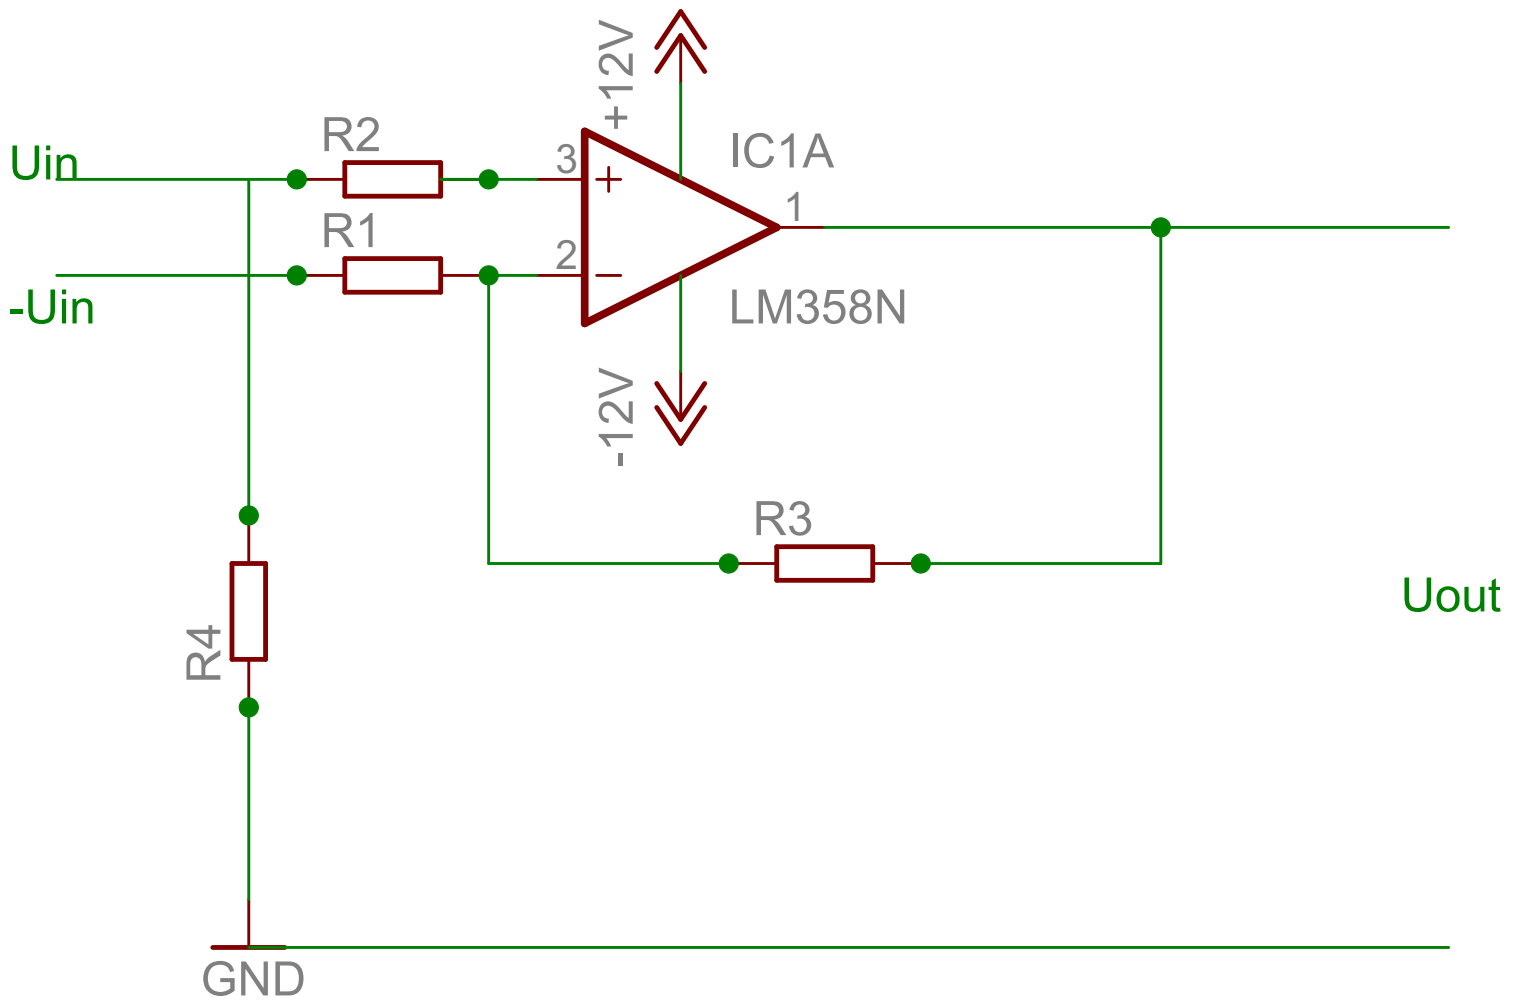 +12V
R2
IC1A
Uin
3
+
1
R1
2
-
-Uin
LM358N
-12V
R3
Uout
R4
GND